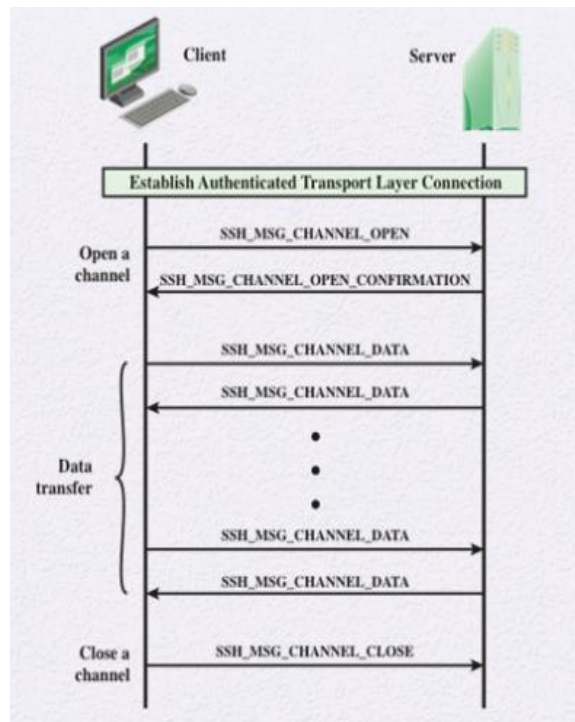 Client
Server
Establish Authenticated Transport Layer Connection
Open a
channel
SSH_MSG_CHANNEL_OPEN
SSH_MSG_CHANNEL_OPEN_CONFIRMATION
Data
transfer
SSH_MSG_CHANNEL_DATA
SSH_MSG_CHANNEL_DATA
SSH_MSG_CHANNEL_DATA
SSH_MSG_CHANNEL_DATA
Close a
channel
SSH_MSG_CHANNEL_CLOSE